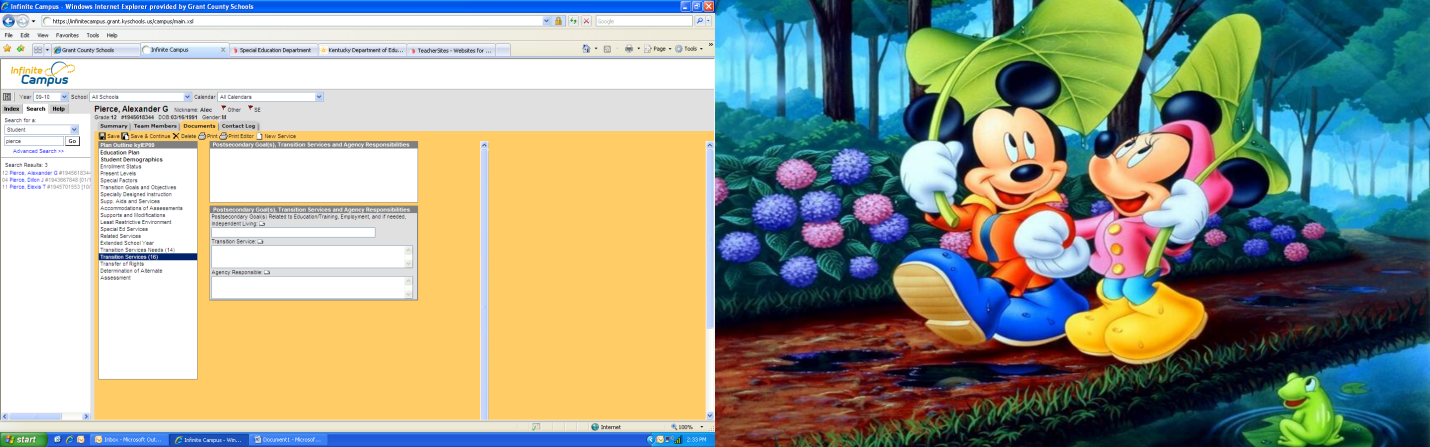 Infinite Campus - Windows Internet Explorer provided by Grant County Schools
https://infinitecampus.grant.kyschools.us/campus/main.xsl
Google
File Edit View Favorites Tools Help
Grant County Schools Infinite Campus X Special Education Department Kentucky Department of Edu... TeacherSites - Websites for ... Page Tools
Infinite Campus
Year 09-10 School All Schools Calendar All Calendars
Index Search Help
Search for a:
Student
pierce Go
Advanced Search >>
Search Results: 3
12 Pierce, Alexander G #1945618344
04 Pierce, Dillon J #1943867848 [01/1
11 Pierce, Elexis T #1945701553 [10/
Pierce, Alexander G Nickname: Alec Other SE
Grade:12 #1945618344 DOB:03/16/1991 Gender:M
Summary Team Members Documents Contact Log
Save Save & Continue Delete Print Print Editor New Service
Plan Outline kyIEP09
Education Plan
Student Demographics
Enrollment Status
Present Levels
Special Factors
Transition Goals and Objectives
Specially Designed Instruction
Supp. Aids and Services
Accommodations of Assessments
Supports and Modifications
Least Restrictive Environment
Special Ed Services
Related Services
Extended School Year
Transition Services Needs (14)
Transition Services (16)
Transfer of Rights
Determination of Alternate
Assessment
Postsecondary Goal(s), Transition Services and Agency Responsibilities
Postsecondary Goal(s), Transition Services and Agency Responsibilities
Postsecondary Goal(s) Related to Education/Training, Employment, and if needed,
Independent Living:
Transition Service:
Agency Responsible:
Internet 100%
start Inbox - Microsoft Out... Infinite Campus - Win... Document1 - Microsof... 2:33 PM